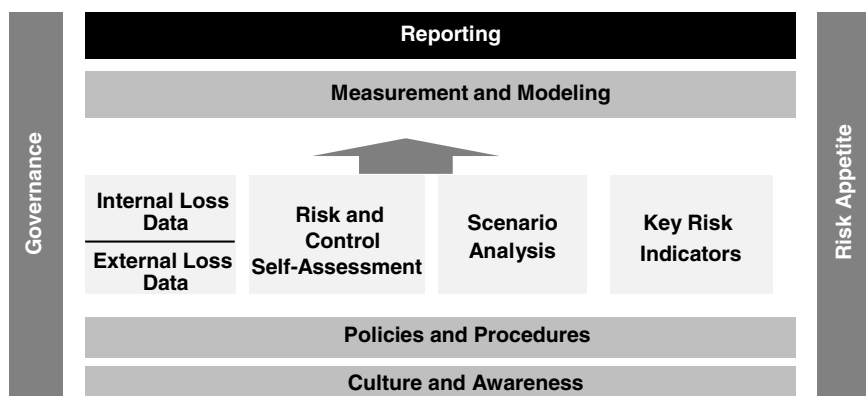 Governance
Reporting
Measurement and Modeling
Internal Loss
Data
External Loss
Data
Risk and
Control
Self-Assessment
Scenario
Analysis
Key Risk
Indicators
Policies and Procedures
Culture and Awareness
Risk Appetite